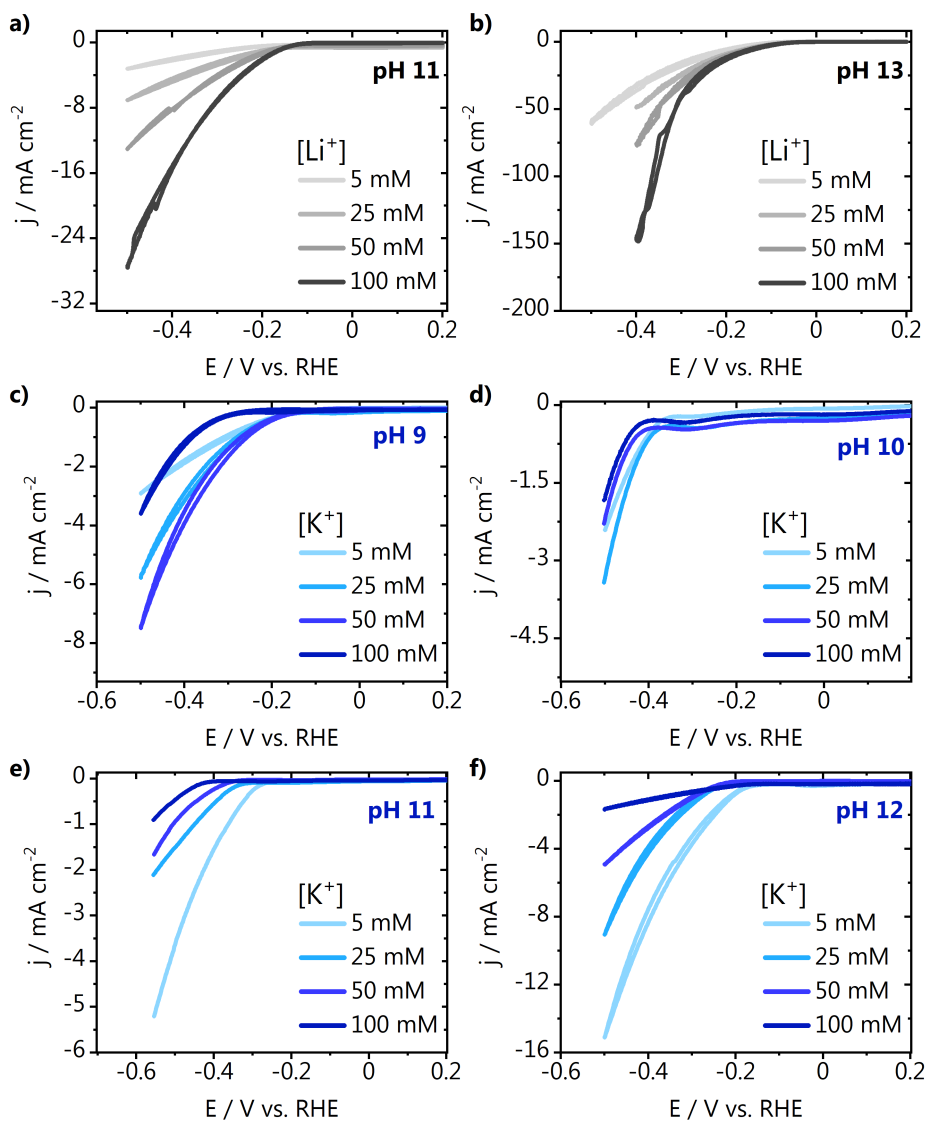 a)
0
-8
-16
-24
-32
j / mA cm⁻²
pH 11
[Li⁺]
5 mM
25 mM
50 mM
100 mM
-0.4 -0.2 0 0.2
E / V vs. RHE
b)
0
-50
-100
-150
-200
j / mA cm⁻²
pH 13
[Li⁺]
5 mM
25 mM
50 mM
100 mM
-0.4 -0.2 0 0.2
E / V vs. RHE
c)
0
-2
-4
-6
-8
j / mA cm⁻²
pH 9
[K⁺]
5 mM
25 mM
50 mM
100 mM
-0.6 -0.4 -0.2 0 0.2
E / V vs. RHE
d)
0
-1.5
-3
-4.5
j / mA cm⁻²
pH 10
[K⁺]
5 mM
25 mM
50 mM
100 mM
-0.6 -0.4 -0.2 0 0.2
E / V vs. RHE
e)
0
-1
-2
-3
-4
-5
-6
j / mA cm⁻²
pH 11
[K⁺]
5 mM
25 mM
50 mM
100 mM
-0.6 -0.4 -0.2 0 0.2
E / V vs. RHE
f)
0
-4
-8
-12
-16
j / mA cm⁻²
pH 12
[K⁺]
5 mM
25 mM
50 mM
100 mM
-0.6 -0.4 -0.2 0 0.2
E / V vs. RHE